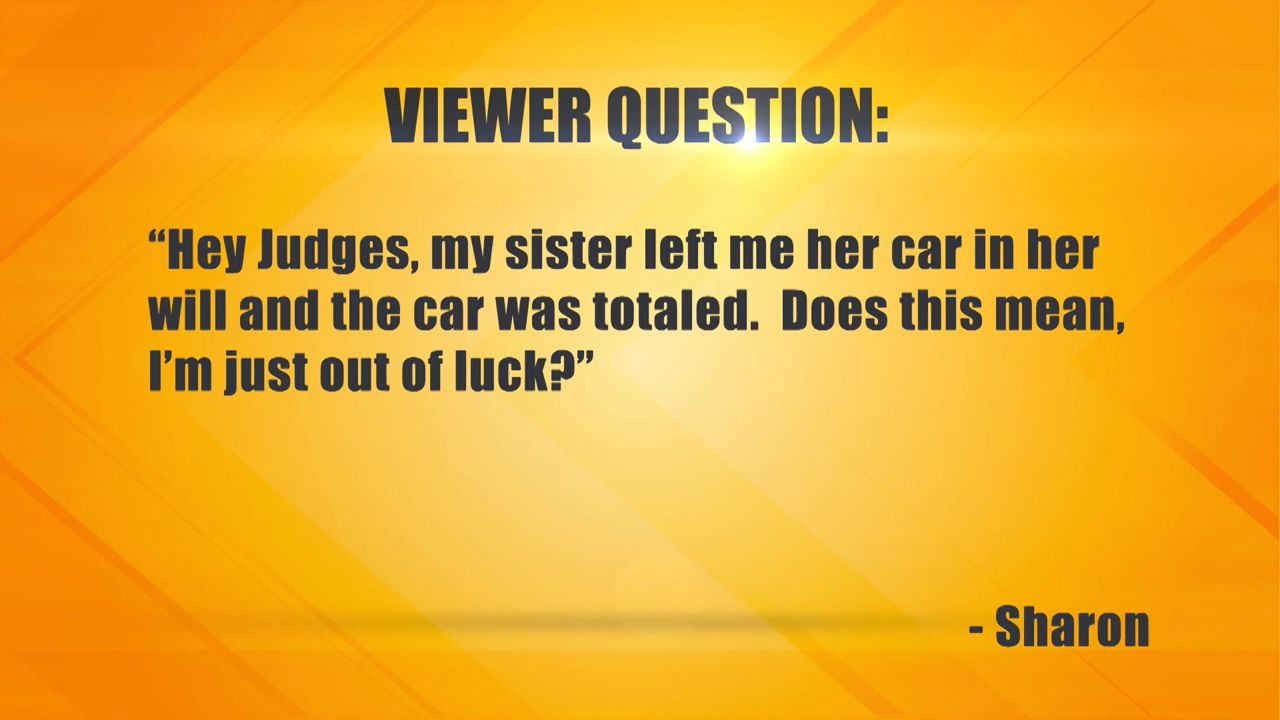 VIEWER QUESTION:
“Hey Judges, my sister left me her car in her
will and the car was totaled.  Does this mean,
I’m just out of luck?”
- Sharon